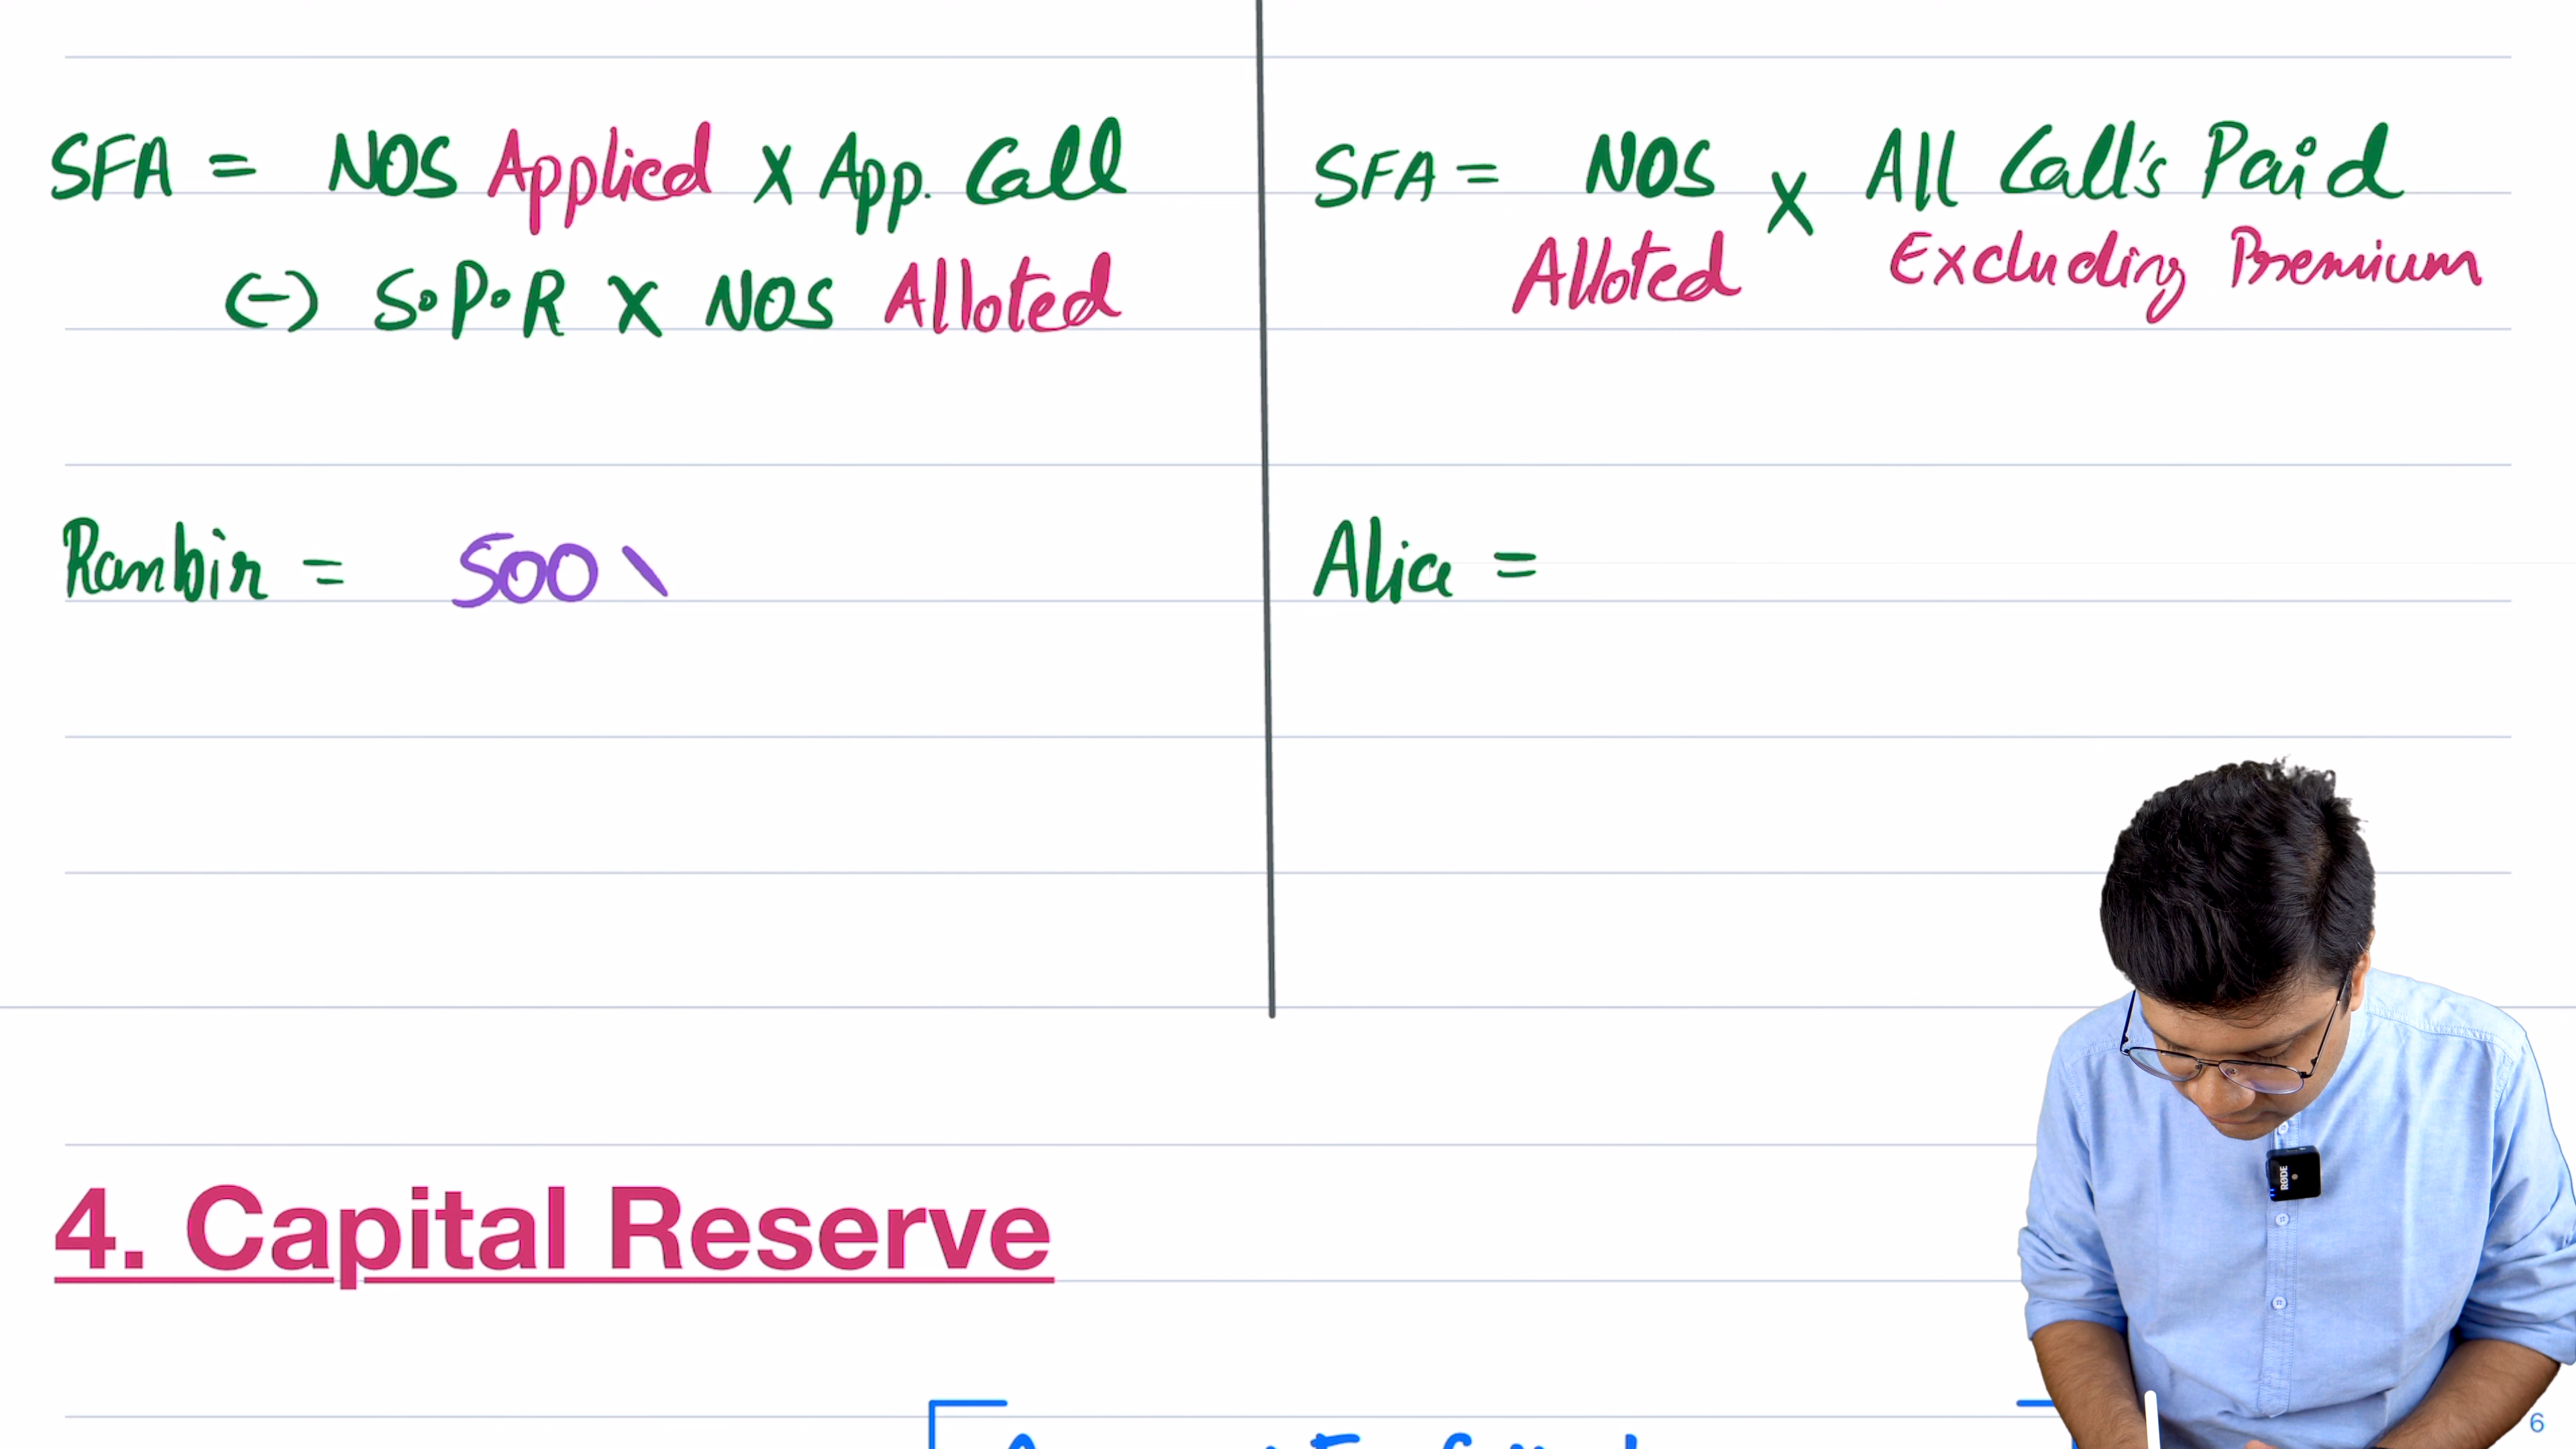 SFA = NOS Applied X App. Call
(-) S.P.R X NOS Alloted
SFA = NOS X All Call's Paid
Alloted Excluding Premium
Ranbir = 500 \
Alia =
4. Capital Reserve
RODE
6